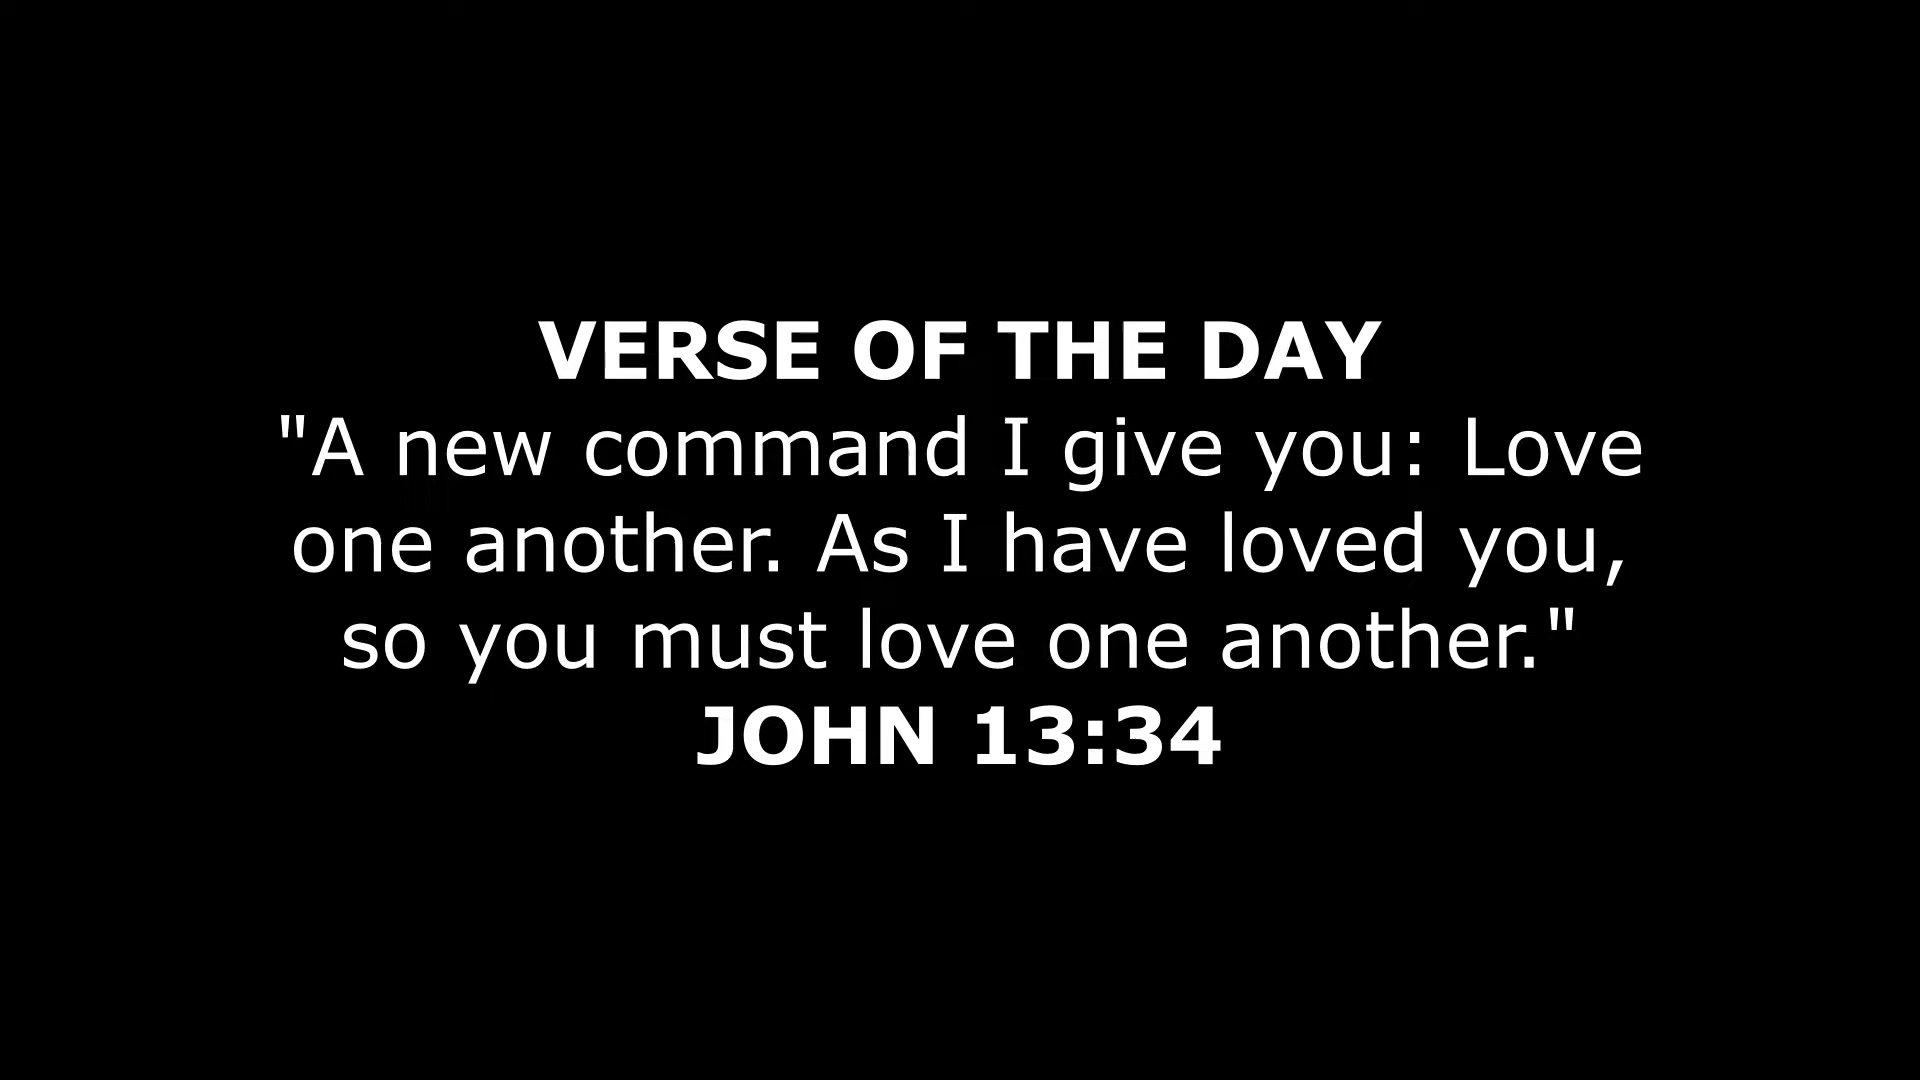 VERSE OF THE DAY
"A new command I give you: Love
one another. As I have loved you,
so you must love one another."
JOHN 13:34